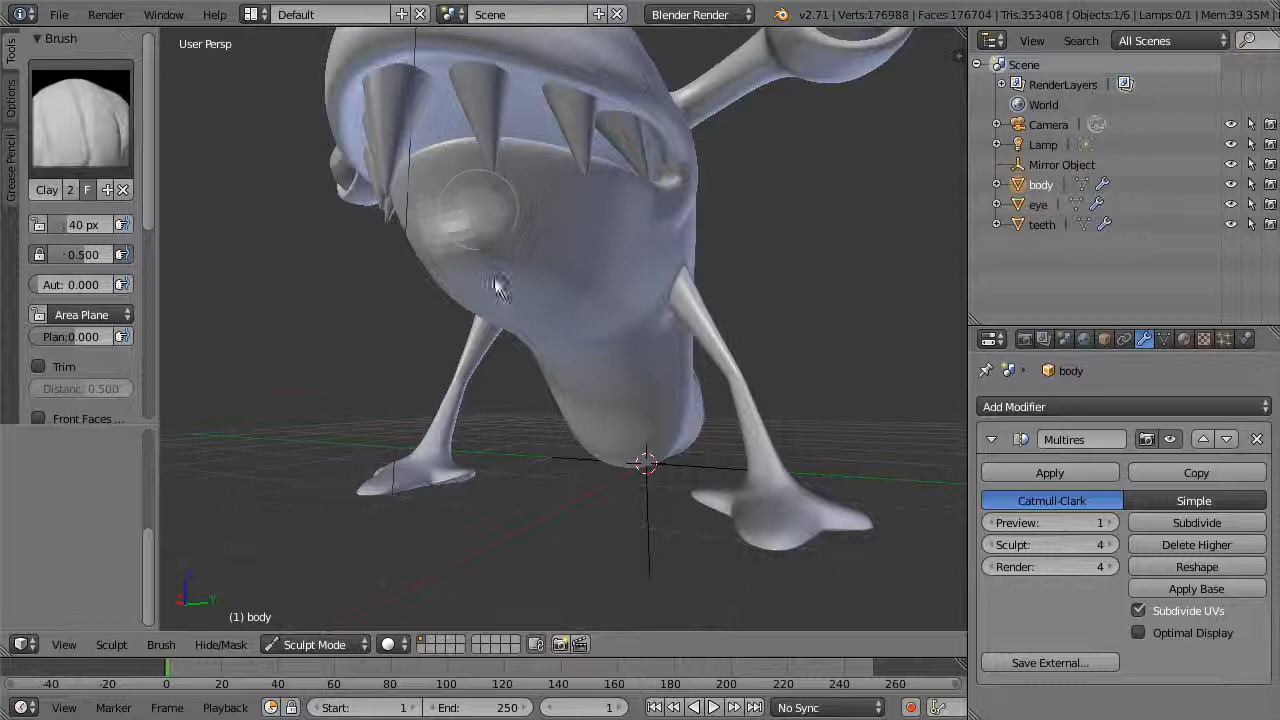 File Render Window Help Default Scene Blender Render v2.71 | Verts:176988 | Faces:176704 | Tris:353408 | Objects:1/6 | Lamps:0/1 | Mem:39.35M
Tools
Options
Grease Pencil
Brush
Clay 2 F
40 px
0.500
Aut: 0.000
Area Plane
Plan:0.000
Trim
Distanc: 0.500
Front Faces ...
User Persp
Z
Y
(1) body
View Sculpt Brush Hide/Mask Sculpt Mode
-40 -20 0 20 40 60 80 100 120 140 160 180 200 220 240 260
View Marker Frame Playback Start: 1 End: 250 1 No Sync
View Search All Scenes
Scene
RenderLayers
World
Camera
Lamp
Mirror Object
body
eye
teeth
body
Add Modifier
Multires
Apply Copy
Catmull-Clark Simple
Preview: 1 Subdivide
Sculpt: 4 Delete Higher
Render: 4 Reshape
Apply Base
Subdivide UVs
Optimal Display
Save External...